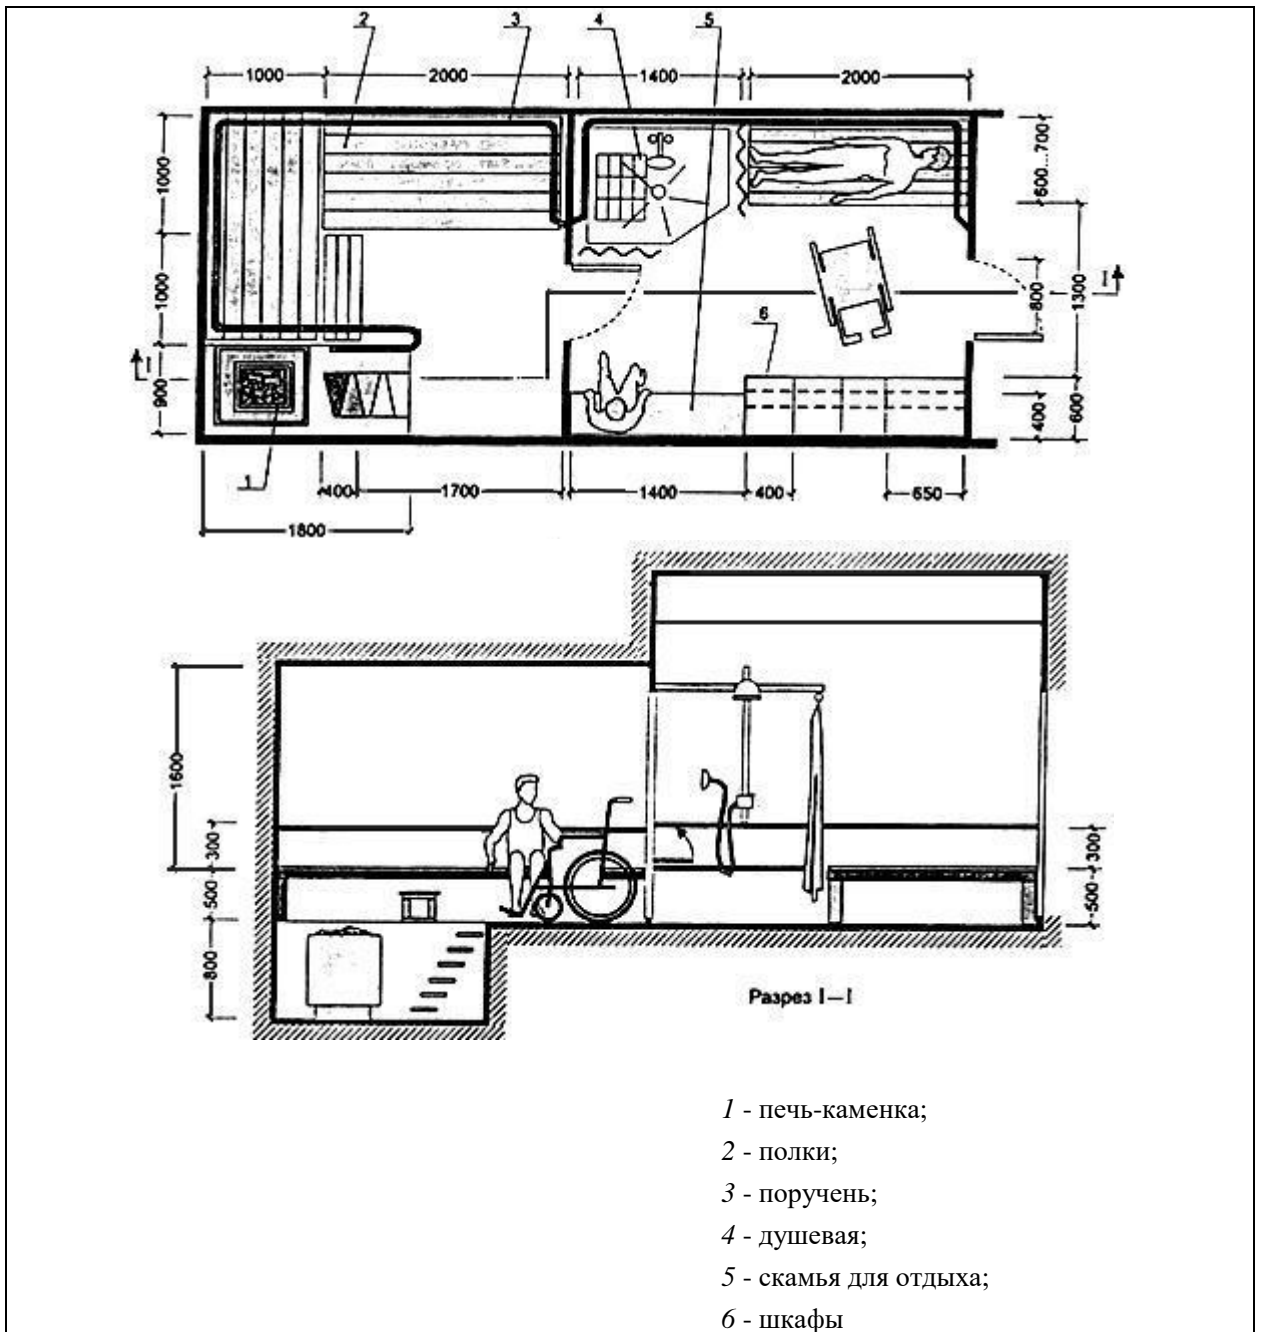 2 3 4 5
1000 2000 1400 2000
1000
600...700
1000
800
1300
I
6
I
900
400
600
1
400 1700 1400 400 650
1800
1600
300
300
500
500
800
Разрез I–I
1 - печь-каменка;
2 - полки;
3 - поручень;
4 - душевая;
5 - скамья для отдыха;
6 - шкафы